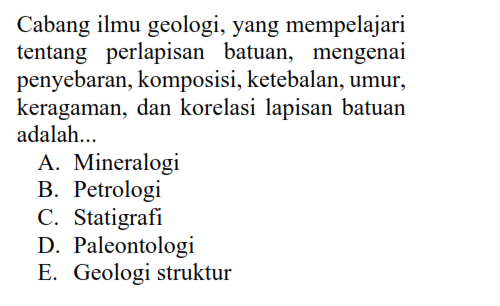 Cabang ilmu geologi, yang mempelajari
tentang perlapisan batuan, mengenai
penyebaran, komposisi, ketebalan, umur,
keragaman, dan korelasi lapisan batuan
adalah...
A. Mineralogi
B. Petrologi
C. Statigrafi
D. Paleontologi
E. Geologi struktur